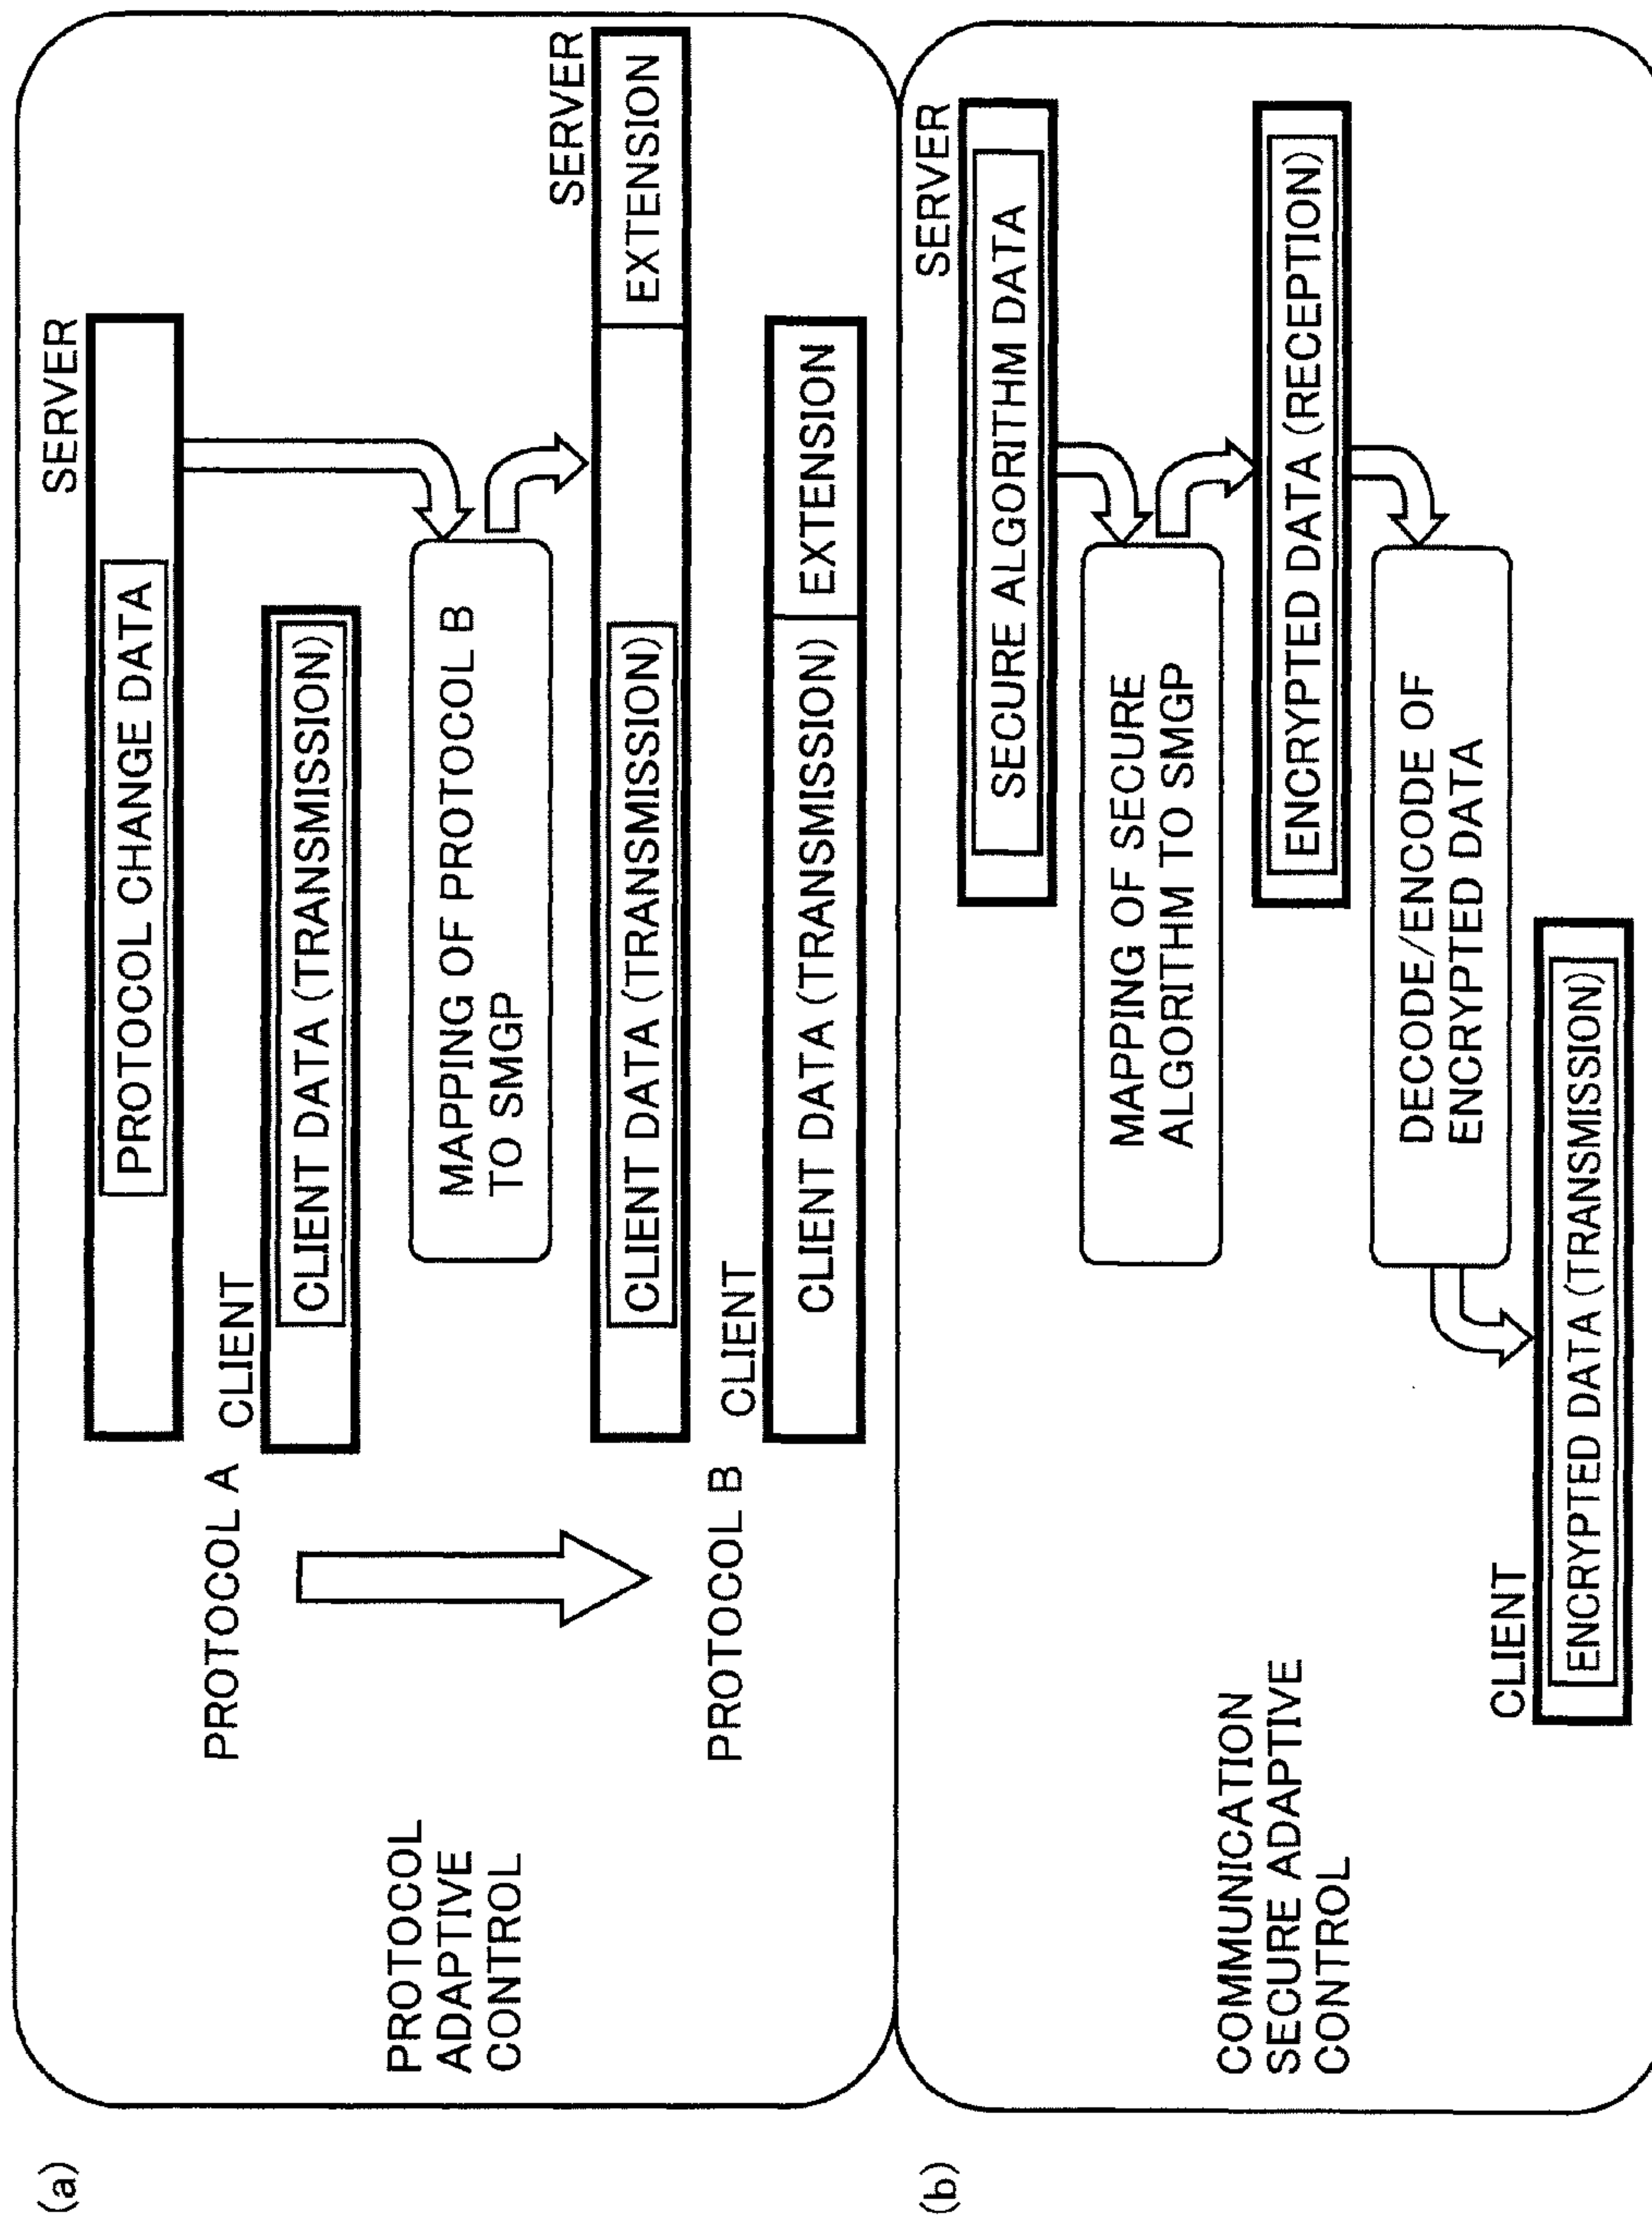 (a)
PROTOCOL
ADAPTIVE
CONTROL
SERVER
PROTOCOL CHANGE DATA
PROTOCOL A
CLIENT
CLIENT DATA (TRANSMISSION)
MAPPING OF PROTOCOL B
TO SMGP
SERVER
CLIENT DATA (TRANSMISSION)
EXTENSION
PROTOCOL B
CLIENT
CLIENT DATA (TRANSMISSION)
EXTENSION
(b)
COMMUNICATION
SECURE ADAPTIVE
CONTROL
SERVER
SECURE ALGORITHM DATA
MAPPING OF SECURE
ALGORITHM TO SMGP
ENCRYPTED DATA (RECEPTION)
DECODE/ENCODE OF
ENCRYPTED DATA
CLIENT
ENCRYPTED DATA (TRANSMISSION)